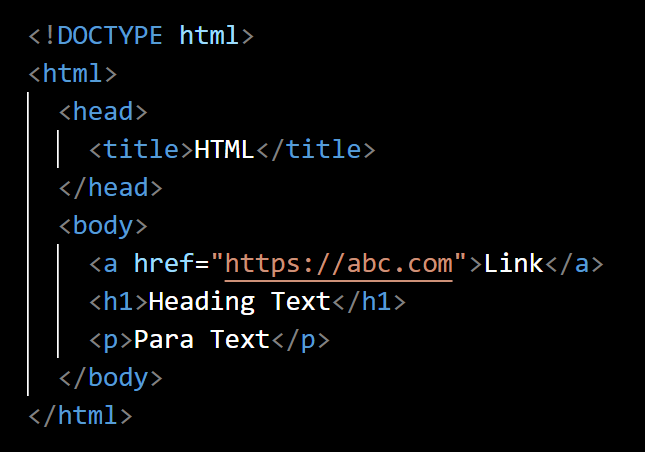 <!DOCTYPE html>
<html>
<head>
<title>HTML</title>
</head>
<body>
<a href="https://abc.com">Link</a>
<h1>Heading Text</h1>
<p>Para Text</p>
</body>
</html>